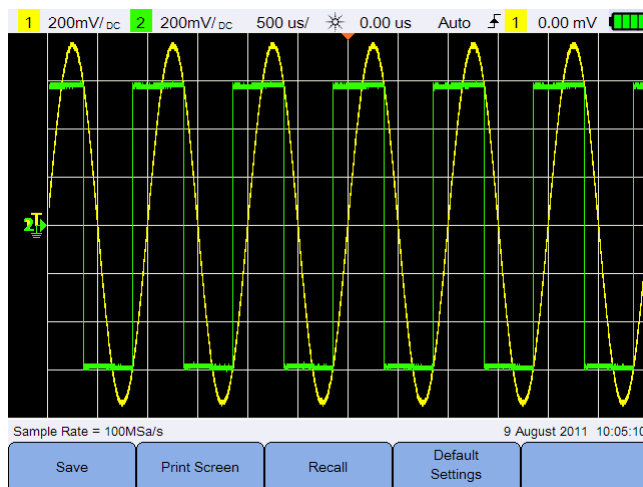 1 200mV/ DC 2 200mV/ DC 500 us/ 0.00 us Auto 1 0.00 mV
2
T
Sample Rate = 100MSa/s 9 August 2011 10:05:10
Save Print Screen Recall Default Settings